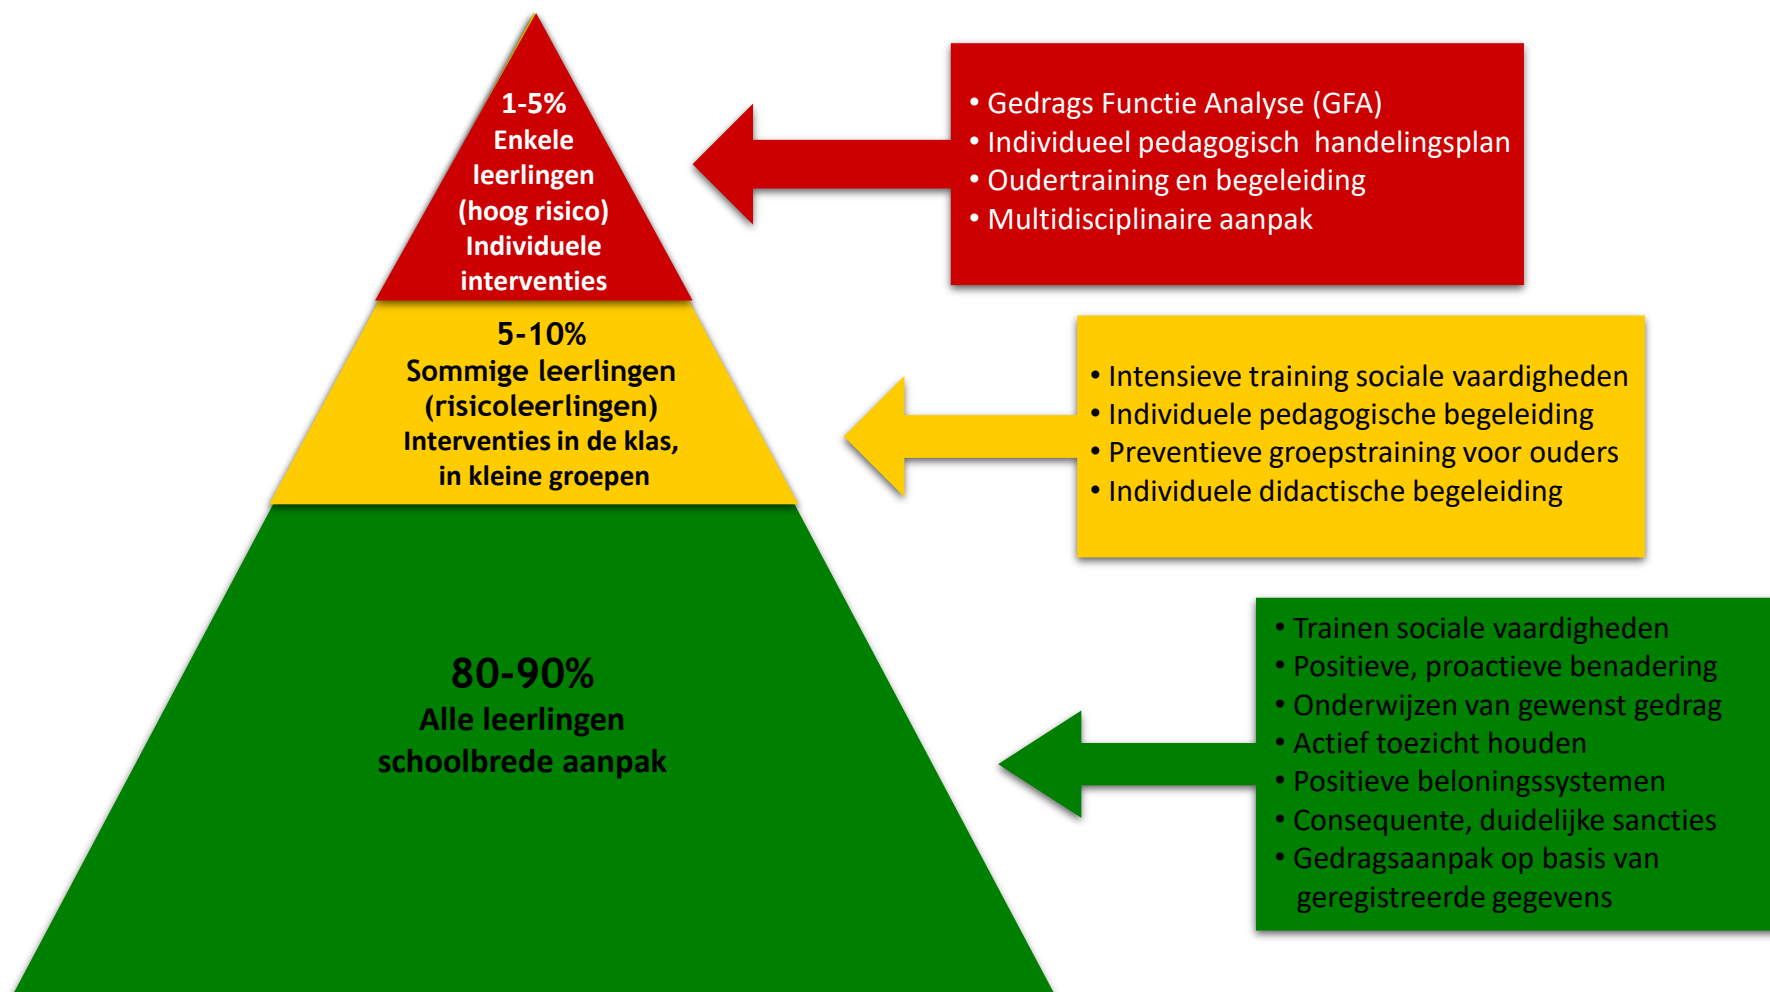 1-5%
Enkele
leerlingen
(hoog risico)
Individuele
interventies
• Gedrags Functie Analyse (GFA)
• Individueel pedagogisch  handelingsplan
• Oudertraining en begeleiding
• Multidisciplinaire aanpak
5-10%
Sommige leerlingen
(risicoleerlingen)
Interventies in de klas,
in kleine groepen
• Intensieve training sociale vaardigheden
• Individuele pedagogische begeleiding
• Preventieve groepstraining voor ouders
• Individuele didactische begeleiding
80-90%
Alle leerlingen
schoolbrede aanpak
• Trainen sociale vaardigheden
• Positieve, proactieve benadering
• Onderwijzen van gewenst gedrag
• Actief toezicht houden
• Positieve beloningssystemen
• Consequente, duidelijke sancties
• Gedragsaanpak op basis van
geregistreerde gegevens